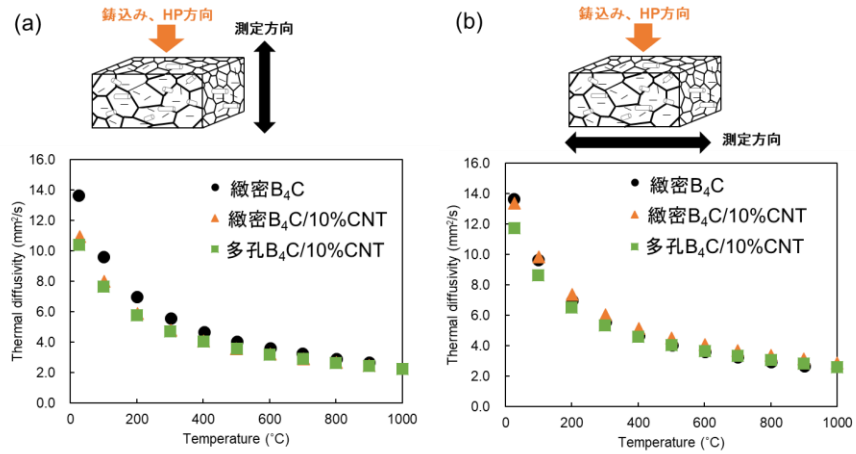 (a)
鋳込み、HP方向
測定方向
16.0
14.0
12.0
10.0
8.0
6.0
4.0
2.0
0.0
Thermal diffusivity (mm²/s)
緻密B₄C
緻密B₄C/10%CNT
多孔B₄C/10%CNT
0 200 400 600 800 1000
Temperature (°C)
(b)
鋳込み、HP方向
測定方向
16.0
14.0
12.0
10.0
8.0
6.0
4.0
2.0
0.0
Thermal diffusivity (mm²/s)
緻密B₄C
緻密B₄C/10%CNT
多孔B₄C/10%CNT
0 200 400 600 800 1000
Temperature (°C)